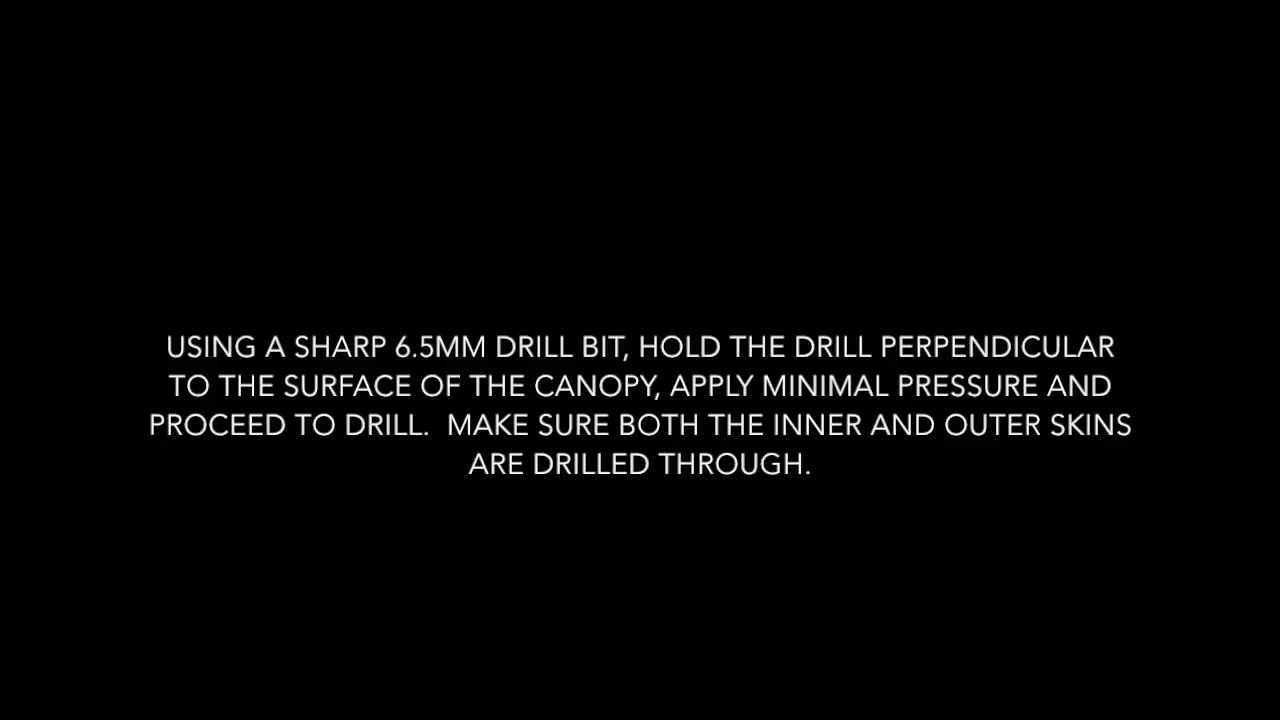 USING A SHARP 6.5MM DRILL BIT, HOLD THE DRILL PERPENDICULAR
TO THE SURFACE OF THE CANOPY, APPLY MINIMAL PRESSURE AND
PROCEED TO DRILL.  MAKE SURE BOTH THE INNER AND OUTER SKINS
ARE DRILLED THROUGH.